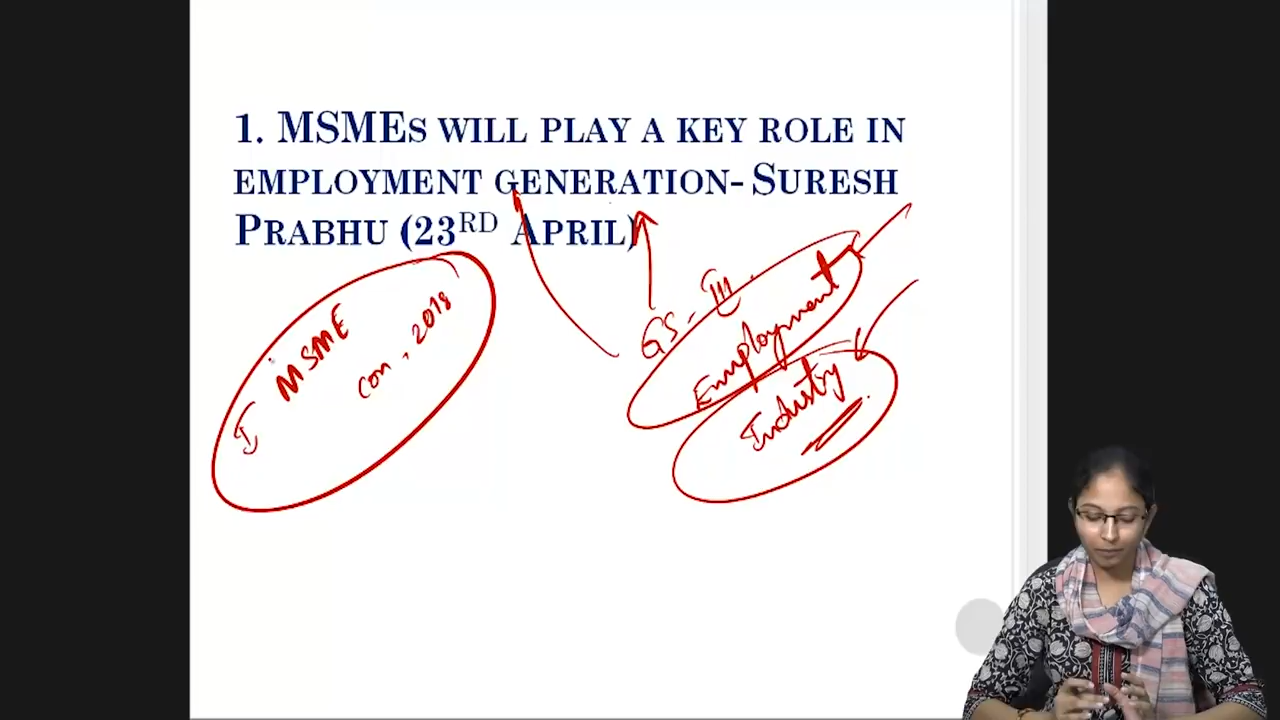 1. MSMEs WILL PLAY A KEY ROLE IN
EMPLOYMENT GENERATION- SURESH
PRABHU (23RD APRIL)
GS - III
Employment
Industry
I MSME
con, 2018